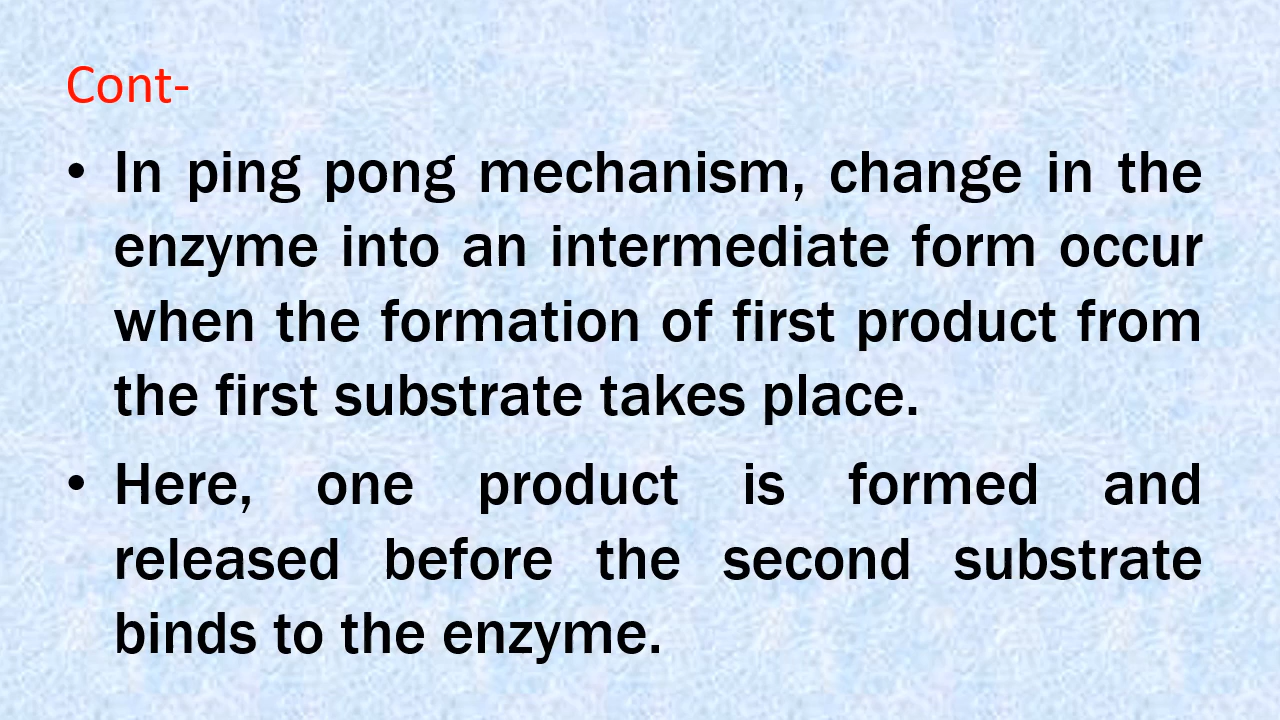 Cont-
• In ping pong mechanism, change in the
enzyme into an intermediate form occur
when the formation of first product from
the first substrate takes place.
• Here, one product is formed and
released before the second substrate
binds to the enzyme.